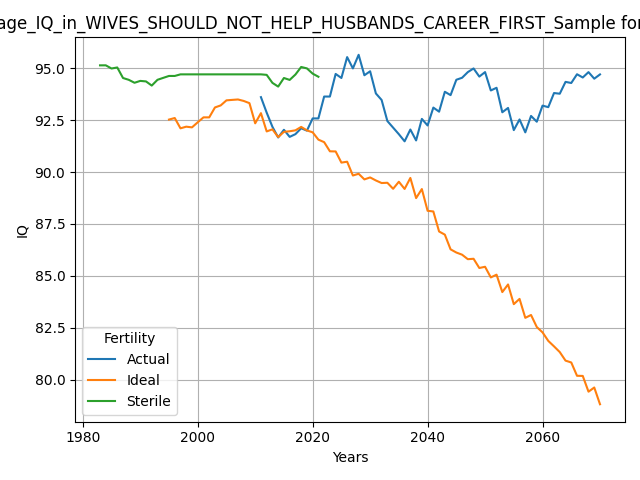 age_IQ_in_WIVES_SHOULD_NOT_HELP_HUSBANDS_CAREER_FIRST_Sample for
95.0
92.5
90.0
87.5
85.0
82.5
80.0
IQ
Fertility
Actual
Ideal
Sterile
1980 2000 2020 2040 2060
Years